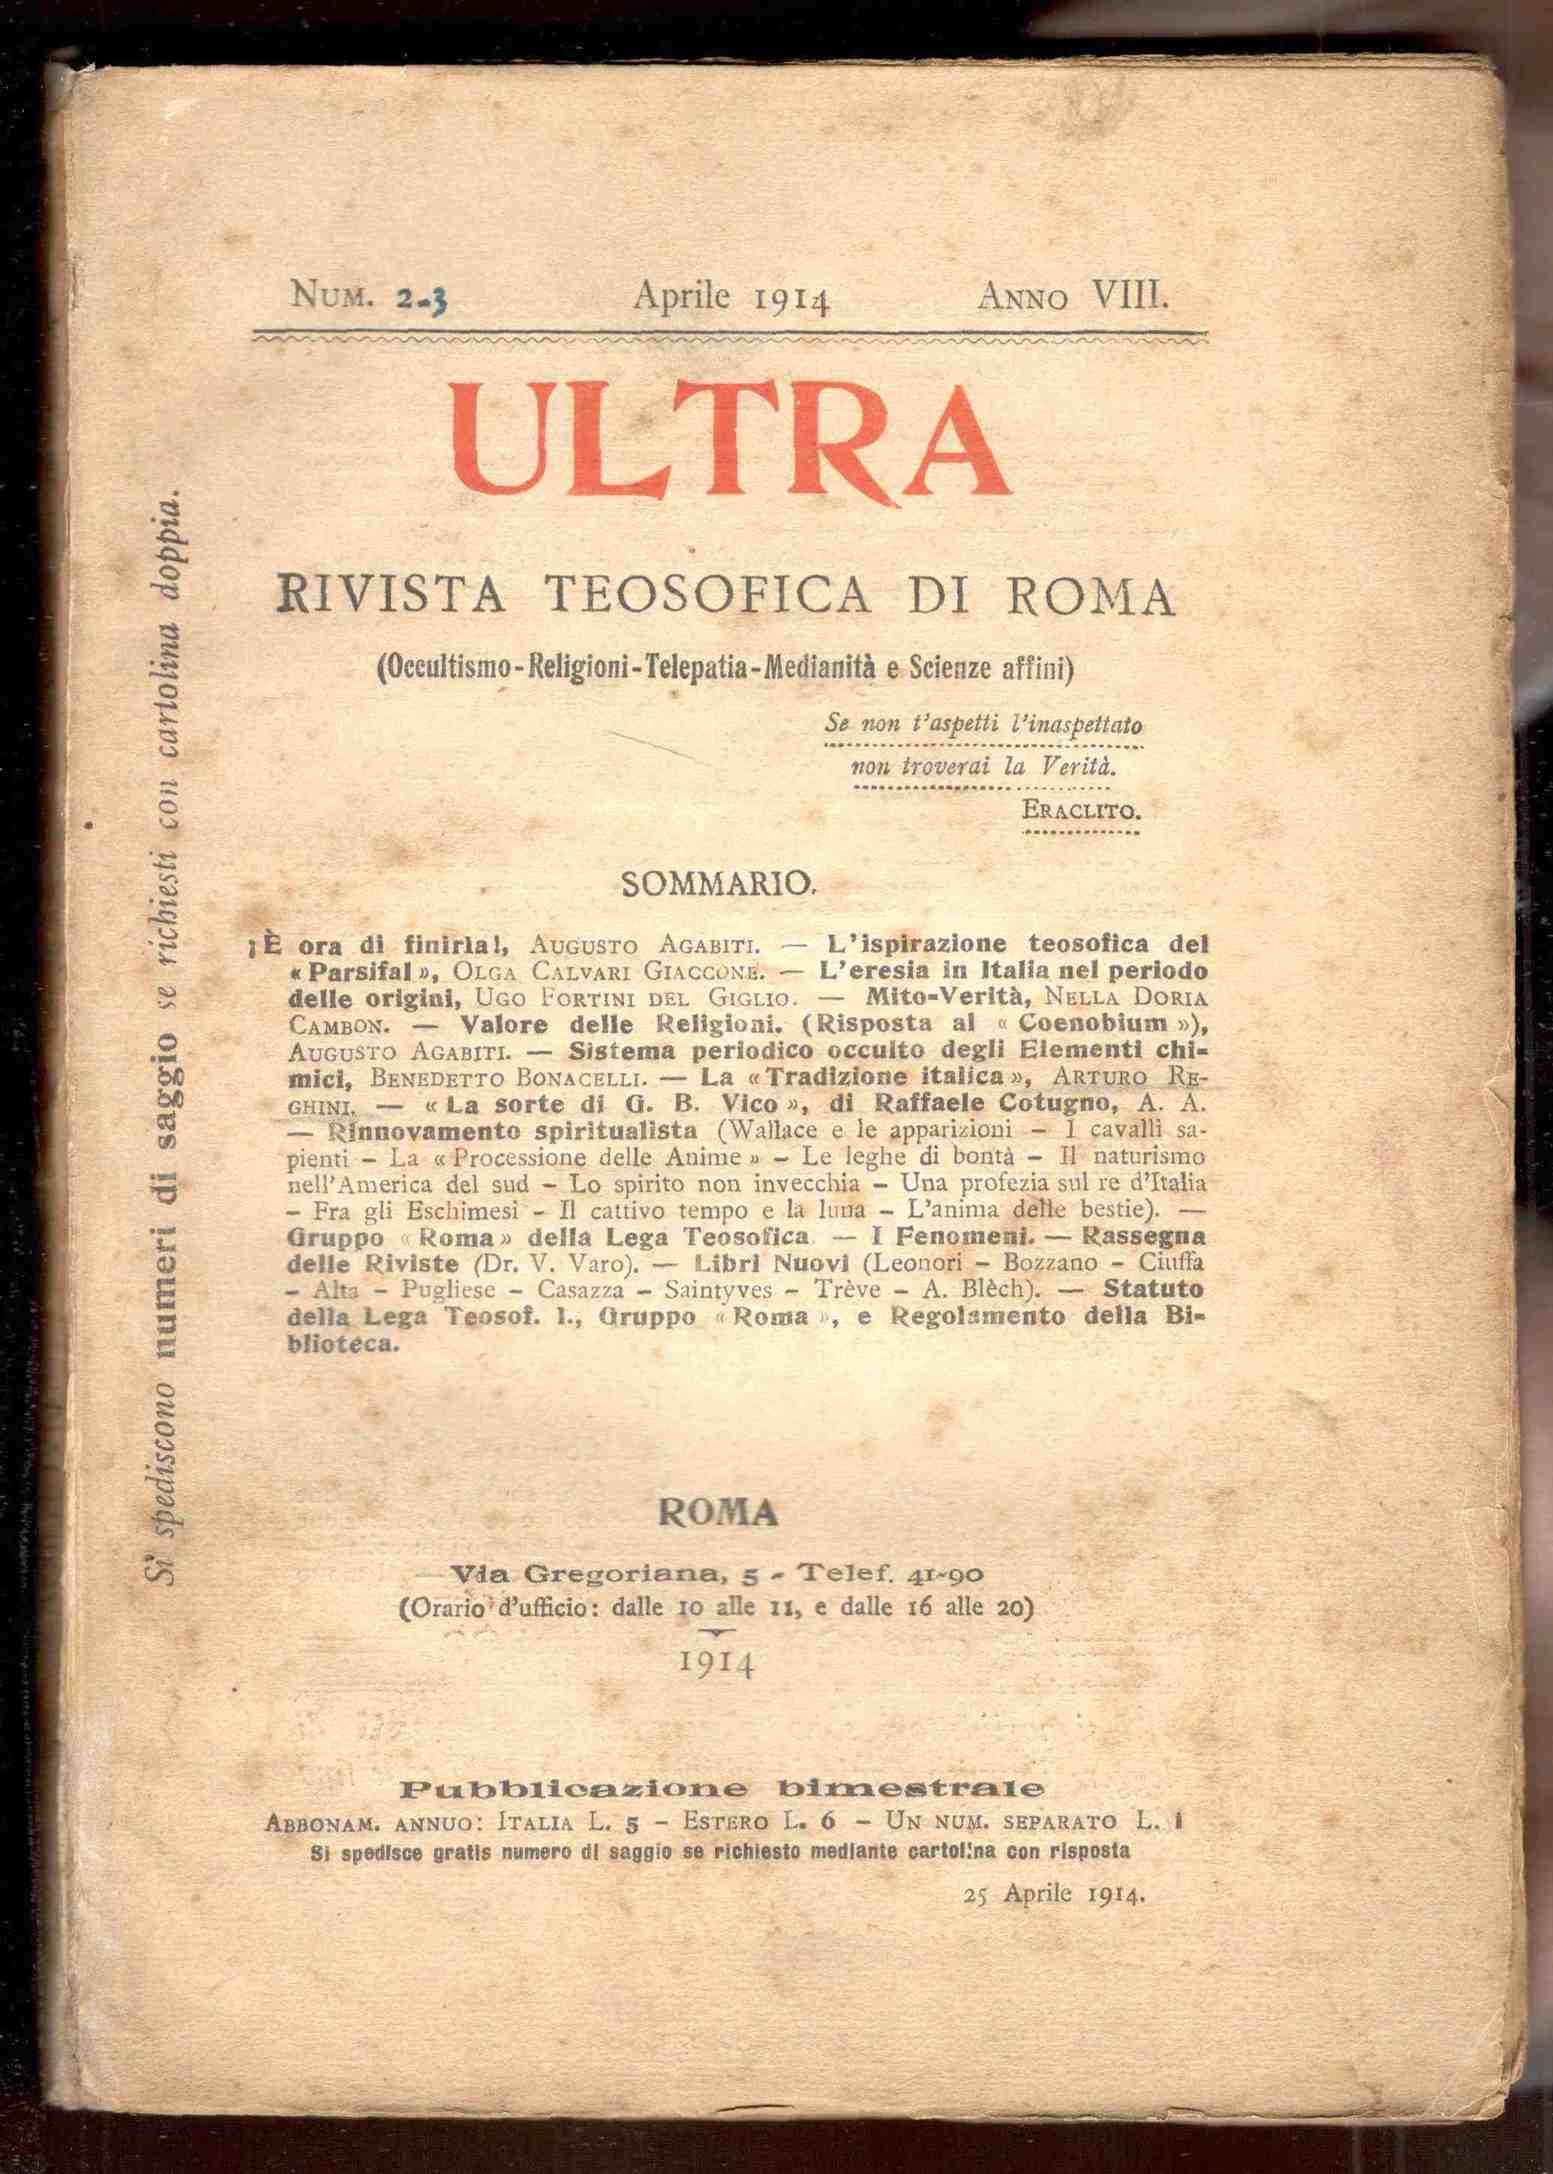 NUM. 2-3 Aprile 1914 ANNO VIII.
ULTRA
RIVISTA TEOSOFICA DI ROMA
(Occultismo-Religioni-Telepatia-Medianità e Scienze affini)
Se non t'aspetti l'inaspettato
non troverai la Verità.
ERACLITO.
SOMMARIO.
¡È ora di finirla!, AUGUSTO AGABITI. — L'ispirazione teosofica del
«Parsifal», OLGA CALVARI GIACCONE. — L'eresia in Italia nel periodo
delle origini, UGO FORTINI DEL GIGLIO. — Mito-Verità, NELLA DORIA
CAMBON. — Valore delle Religioni. (Risposta al «Coenobium»),
AUGUSTO AGABITI. — Sistema periodico occulto degli Elementi chi-
mici, BENEDETTO BONACELLI. — La «Tradizione italica», ARTURO RE-
GHINI. — «La sorte di G. B. Vico», di Raffaele Cotugno, A. A.
— Rinnovamento spiritualista (Wallace e le apparizioni – I cavalli sa-
pienti – La «Processione delle Anime» – Le leghe di bontà – Il naturismo
nell'America del sud – Lo spirito non invecchia – Una profezia sul re d'Italia
– Fra gli Eschimesi – Il cattivo tempo e la luna – L'anima delle bestie). —
Gruppo «Roma» della Lega Teosofica — I Fenomeni. — Rassegna
delle Riviste (Dr. V. Varo). — Libri Nuovi (Leonori – Bozzano – Ciuffa
– Alta – Pugliese – Casazza – Saintyves – Trève – A. Blèch). — Statuto
della Lega Teosof. I., Gruppo «Roma», e Regolamento della Bi-
blioteca.
ROMA
Via Gregoriana, 5 - Telef. 41-90
(Orario d'ufficio: dalle 10 alle 11, e dalle 16 alle 20)
1914
Pubblicazione bimestrale
ABBONAM. ANNUO: ITALIA L. 5 – ESTERO L. 6 – UN NUM. SEPARATO L. 1
Si spedisce gratis numero di saggio se richiesto mediante cartolina con risposta
25 Aprile 1914.
Si spediscono numeri di saggio se richiesti con cartolina doppia.